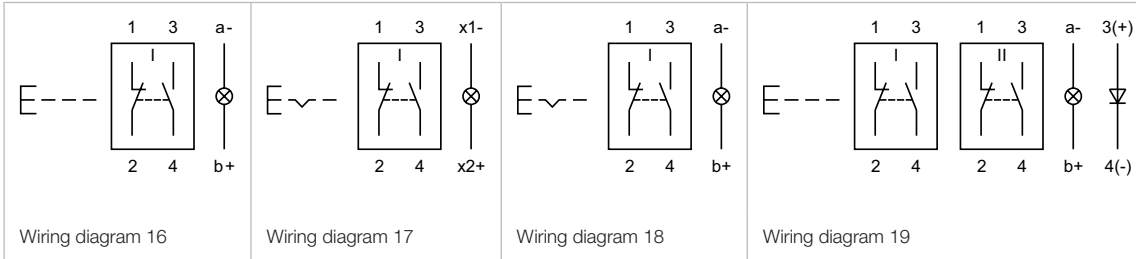 1 3 a-
I
2 4 b+
Wiring diagram 16
1 3 x1-
I
2 4 x2+
Wiring diagram 17
1 3 a-
I
2 4 b+
Wiring diagram 18
1 3 1 3 a- 3(+)
I II
2 4 2 4 b+ 4(-)
Wiring diagram 19